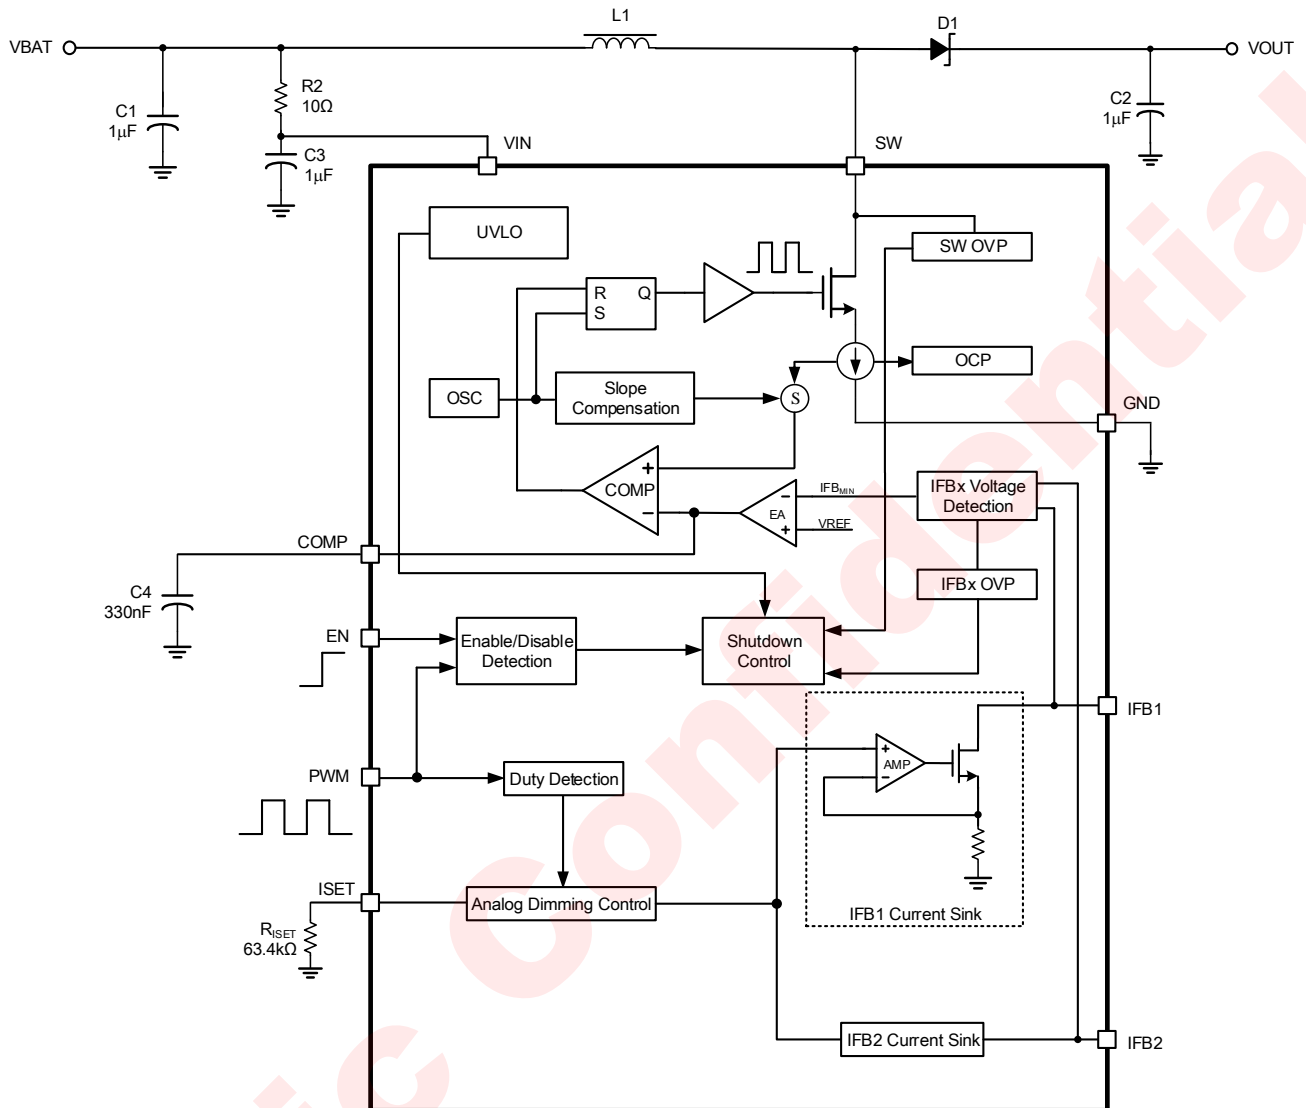 L1
D1
VBAT
VOUT
R2
10Ω
C1
1μF
C2
1μF
C3
1μF
VIN
SW
UVLO
SW OVP
R
Q
S
OCP
OSC
Slope
Compensation
S
GND
+
COMP
−
IFBMIN
−
EA
+
VREF
IFBx Voltage
Detection
COMP
C4
330nF
IFBx OVP
EN
Enable/Disable
Detection
Shutdown
Control
IFB1
+
AMP
−
PWM
Duty Detection
ISET
RISET
63.4kΩ
Analog Dimming Control
IFB1 Current Sink
IFB2 Current Sink
IFB2
ic Confidential